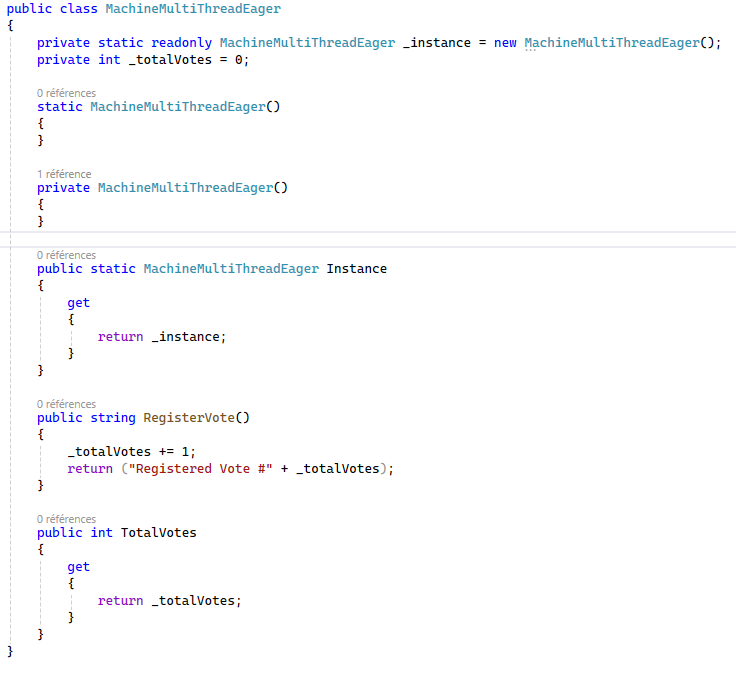 public class MachineMultiThreadEager
{
private static readonly MachineMultiThreadEager _instance = new MachineMultiThreadEager();
private int _totalVotes = 0;
0 références
static MachineMultiThreadEager()
{
}
1 référence
private MachineMultiThreadEager()
{
}
0 références
public static MachineMultiThreadEager Instance
{
get
{
return _instance;
}
}
0 références
public string RegisterVote()
{
_totalVotes += 1;
return ("Registered Vote #" + _totalVotes);
}
0 références
public int TotalVotes
{
get
{
return _totalVotes;
}
}
}